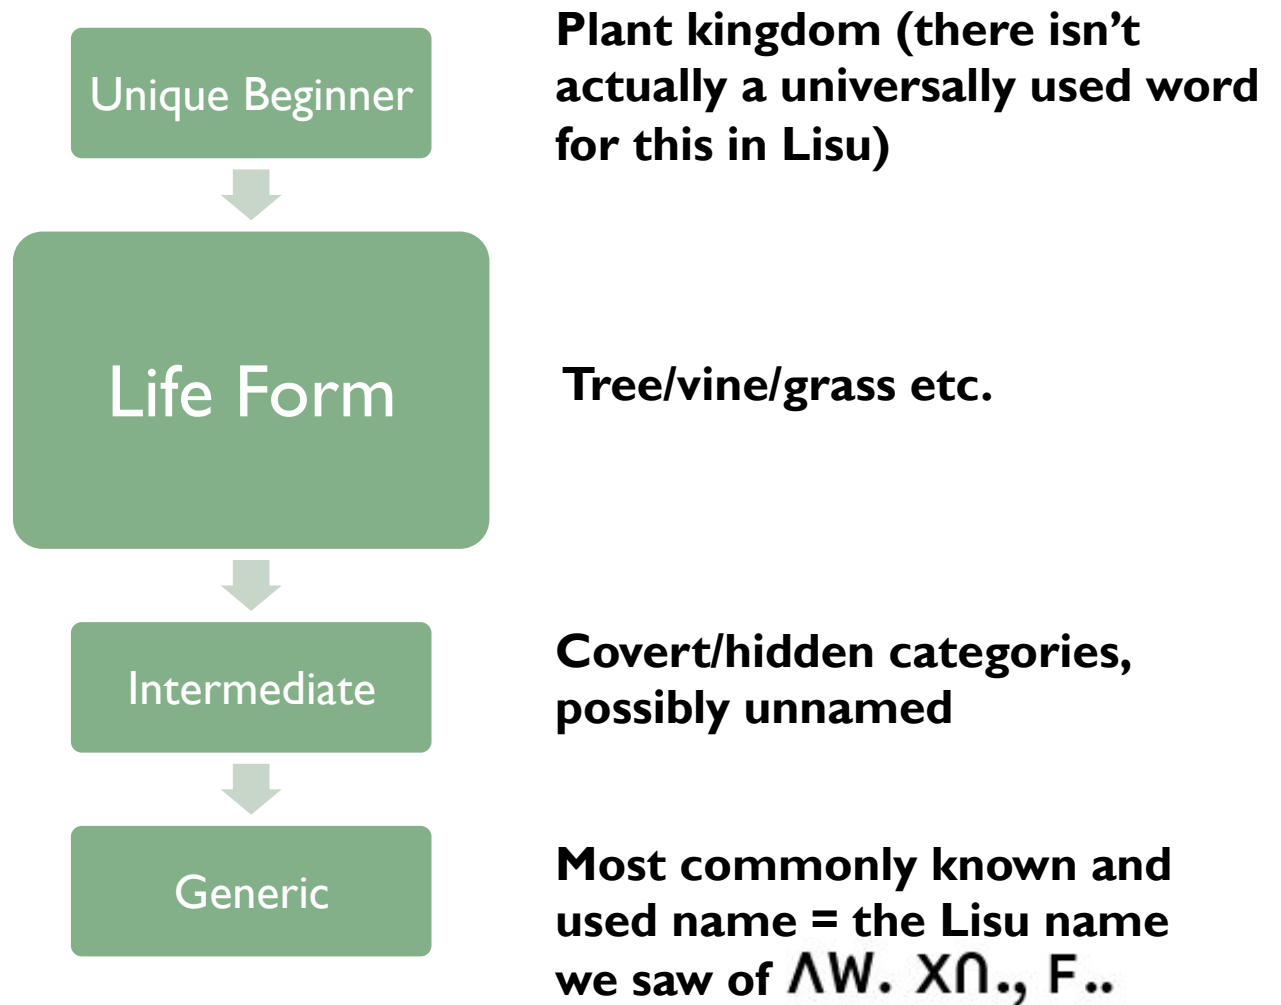 Unique Beginner
Plant kingdom (there isn’t
actually a universally used word
for this in Lisu)
Life Form
Tree/vine/grass etc.
Intermediate
Covert/hidden categories,
possibly unnamed
Generic
Most commonly known and
used name = the Lisu name
we saw of ꓥꓪ. ꓫꓵ., ꓝ..